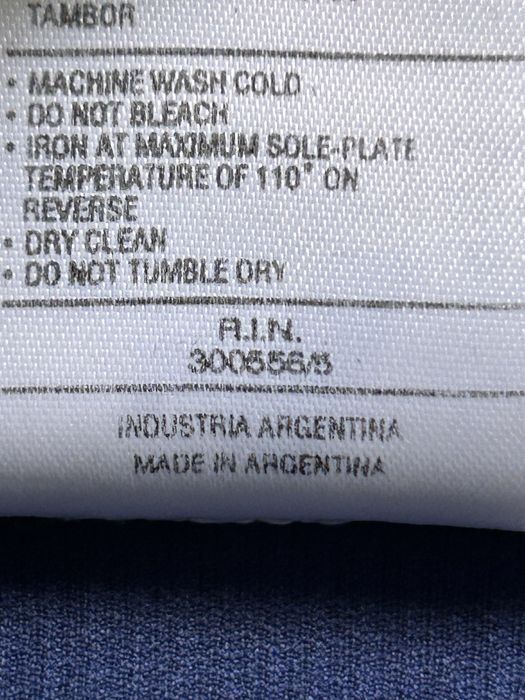 TAMBOR
• MACHINE WASH COLD
• DO NOT BLEACH
• IRON AT MAXIMUM SOLE-PLATE
TEMPERATURE OF 110° ON
REVERSE
• DRY CLEAN
• DO NOT TUMBLE DRY
R.I.N.
300556/5
INDUSTRIA ARGENTINA
MADE IN ARGENTINA